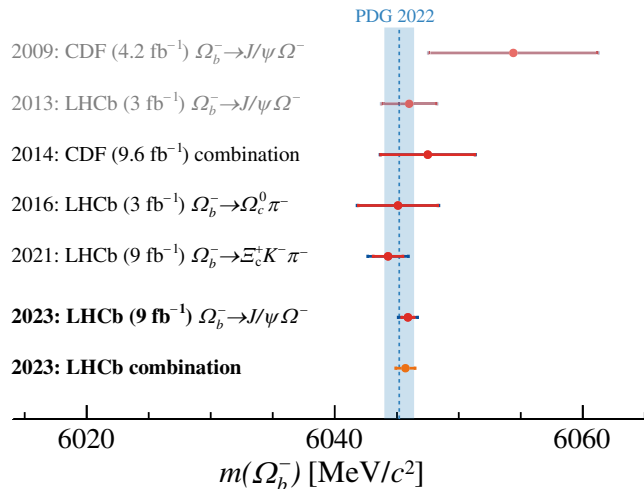 PDG 2022
2009: CDF (4.2 fb⁻¹) Ω_b⁻→J/ψ Ω⁻
2013: LHCb (3 fb⁻¹) Ω_b⁻→J/ψ Ω⁻
2014: CDF (9.6 fb⁻¹) combination
2016: LHCb (3 fb⁻¹) Ω_b⁻→Ω_c⁰ π⁻
2021: LHCb (9 fb⁻¹) Ω_b⁻→Ξ_c⁺ K⁻ π⁻
2023: LHCb (9 fb⁻¹) Ω_b⁻→J/ψ Ω⁻
2023: LHCb combination
6020 6040 6060
m(Ω_b⁻) [MeV/c²]